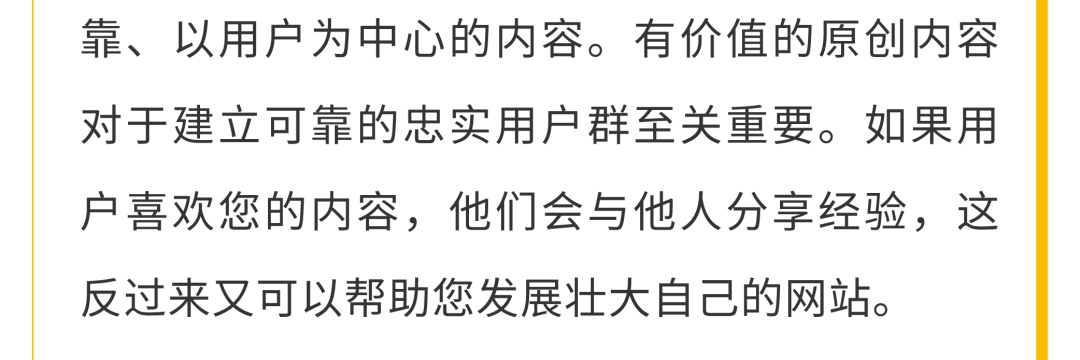 靠、以用户为中心的内容。有价值的原创内容
对于建立可靠的忠实用户群至关重要。如果用
户喜欢您的内容，他们会与他人分享经验，这
反过来又可以帮助您发展壮大自己的网站。